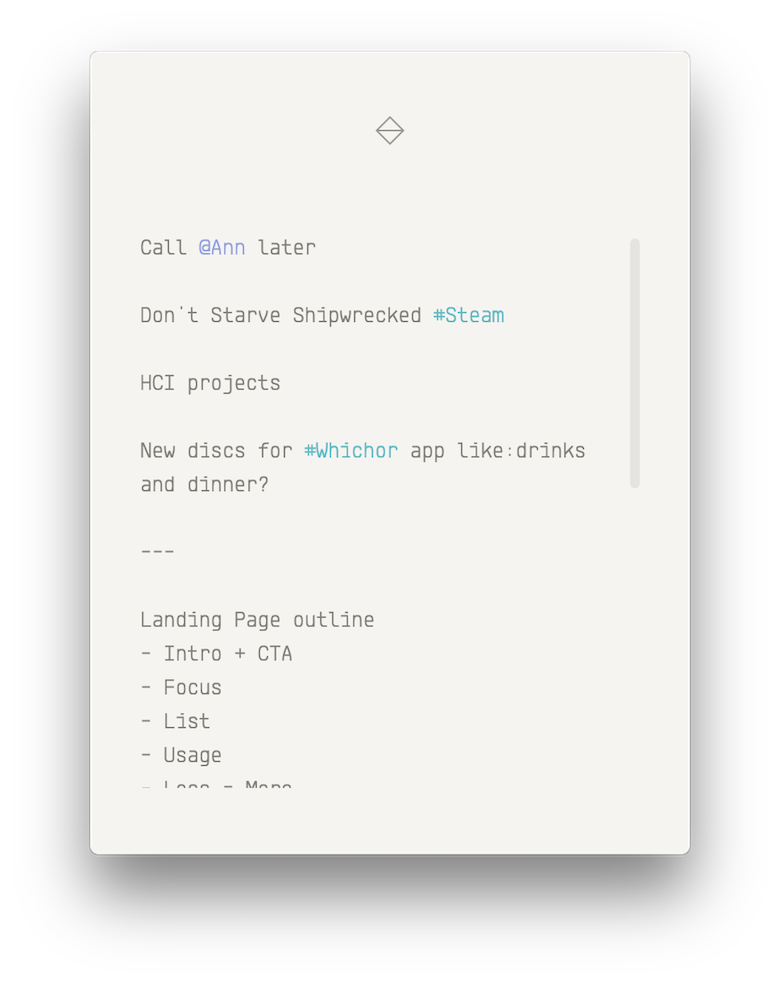 Call @Ann later
Don't Starve Shipwrecked #Steam
HCI projects
New discs for #Whichor app like:drinks
and dinner?
---
Landing Page outline
- Intro + CTA
- Focus
- List
- Usage